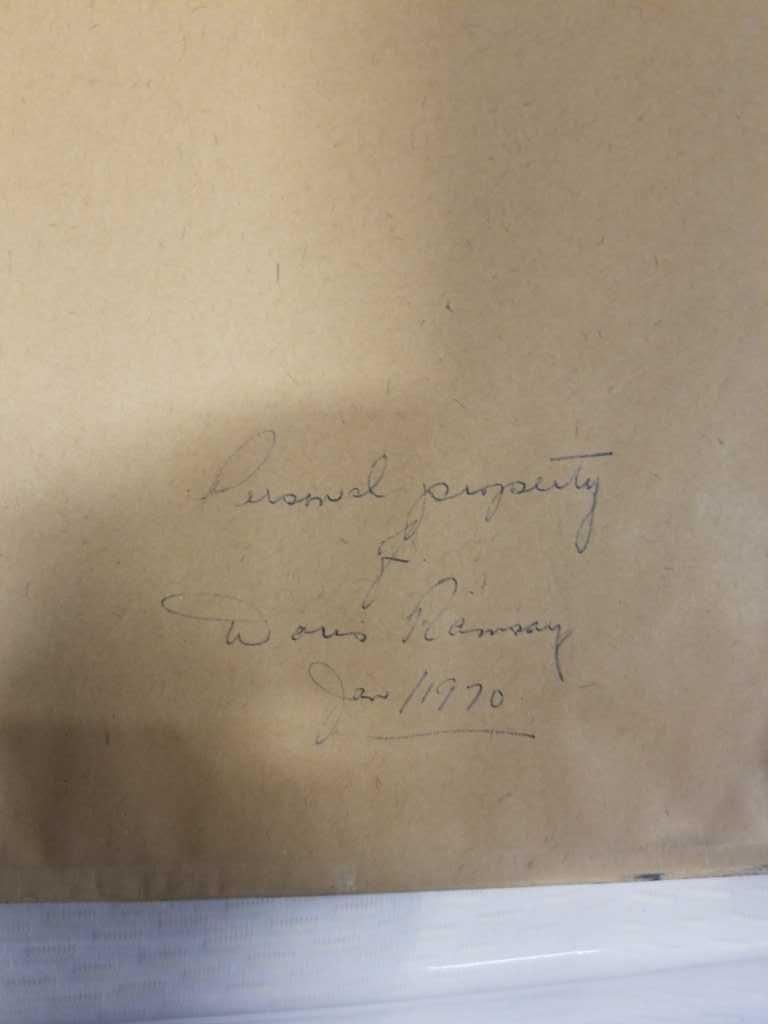 Personal property
of
Doris Ramsay
Jan/1970